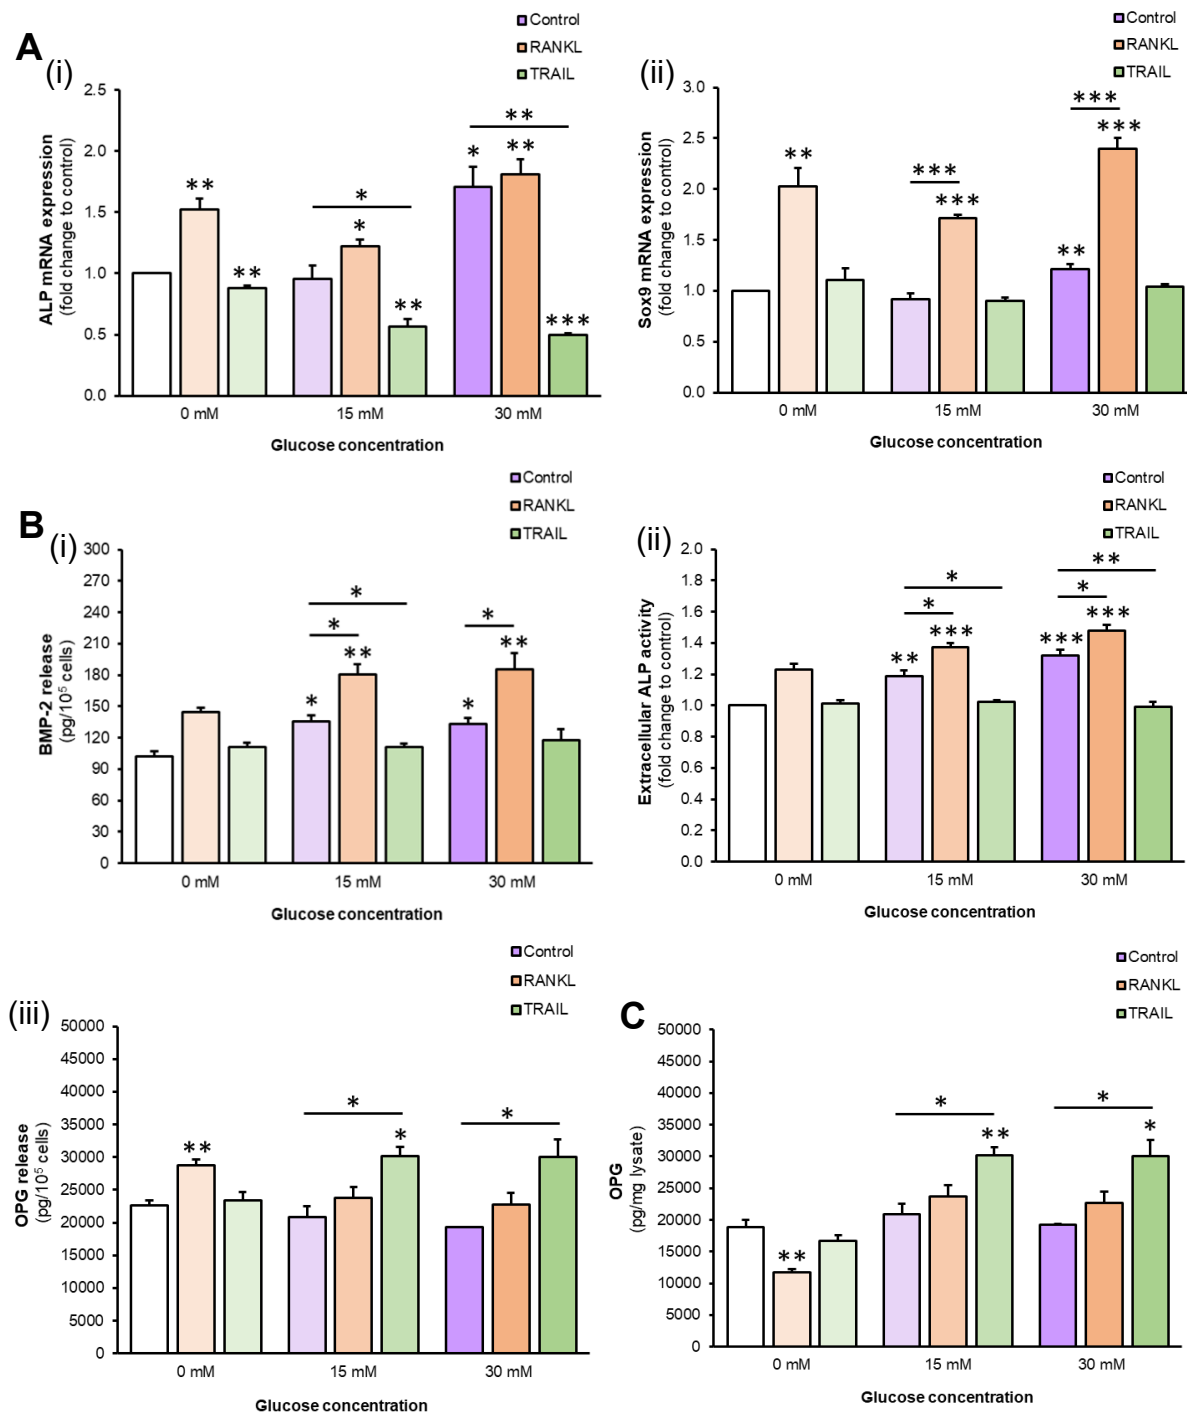 A
(i)
Control
RANKL
TRAIL
ALP mRNA expression
(fold change to control)
2.5
2.0
1.5
1.0
0.5
0.0
**
**
*
*
**
*
**
**
***
0 mM
15 mM
30 mM
Glucose concentration
(ii)
Control
RANKL
TRAIL
Sox9 mRNA expression
(fold change to control)
3.0
2.5
2.0
1.5
1.0
0.5
0.0
**
***
***
**
***
***
0 mM
15 mM
30 mM
Glucose concentration
B
(i)
Control
RANKL
TRAIL
BMP-2 release
(pg/10⁵ cells)
300
270
240
210
180
150
120
90
60
30
0
*
*
*
**
*
*
**
0 mM
15 mM
30 mM
Glucose concentration
(ii)
Control
RANKL
TRAIL
Extracellular ALP activity
(fold change to control)
2.0
1.8
1.6
1.4
1.2
1.0
0.8
0.6
0.4
0.2
0.0
*
*
**
***
**
*
***
***
0 mM
15 mM
30 mM
Glucose concentration
(iii)
Control
RANKL
TRAIL
OPG release
(pg/10⁵ cells)
50000
45000
40000
35000
30000
25000
20000
15000
10000
5000
0
**
*
*
*
0 mM
15 mM
30 mM
Glucose concentration
C
Control
RANKL
TRAIL
OPG
(pg/mg lysate)
50000
45000
40000
35000
30000
25000
20000
15000
10000
5000
0
**
*
**
*
*
0 mM
15 mM
30 mM
Glucose concentration